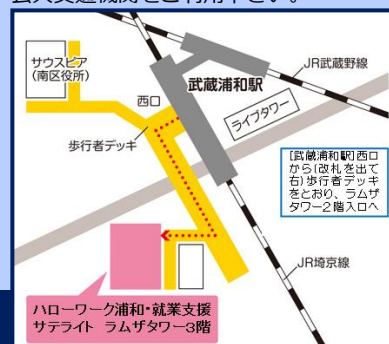 公共交通機関をご利用下さい。
サウスピア
(南区役所)
JR武蔵野線
武蔵浦和駅
西口
ライブタワー
歩行者デッキ
[武蔵浦和駅]西口
から(改札を出て
右)歩行者デッキ
をとおり、ラムザ
タワー2階入口へ
JR埼京線
ハローワーク浦和・就業支援
サテライト ラムザタワー3階